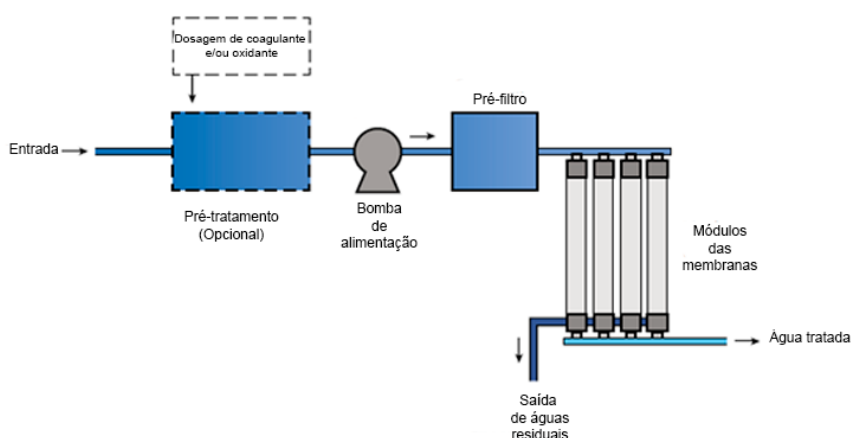 Dosagem de coagulante
e/ou oxidante
Pré-filtro
Entrada
Pré-tratamento
(Opcional)
Bomba
de
alimentação
Módulos
das
membranas
Água tratada
Saída
de águas
residuais